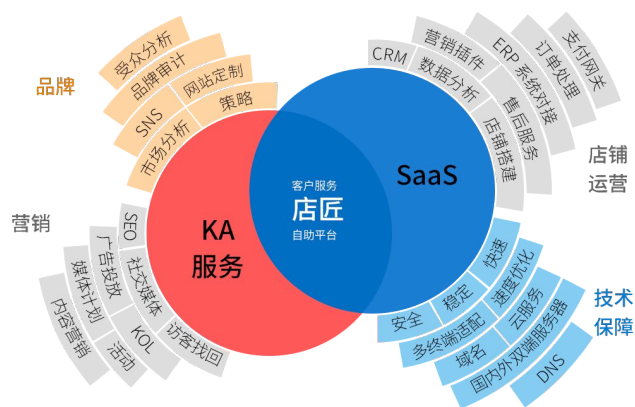 品牌
受众分析
品牌审计
SNS
网站定制
市场分析
策略
CRM
营销插件
数据分析
ERP 系统对接
订单处理
支付网关
售后服务
店铺搭建
店铺
运营
SaaS
客户服务
店匠
自助平台
KA
服务
营销
SEO
广告投放
社交媒体
媒体计划
KOL
访客找回
内容营销
活动
快速
稳定
安全
速度优化
多终端适配
云服务
域名
国内外双端服务器
DNS
技术
保障